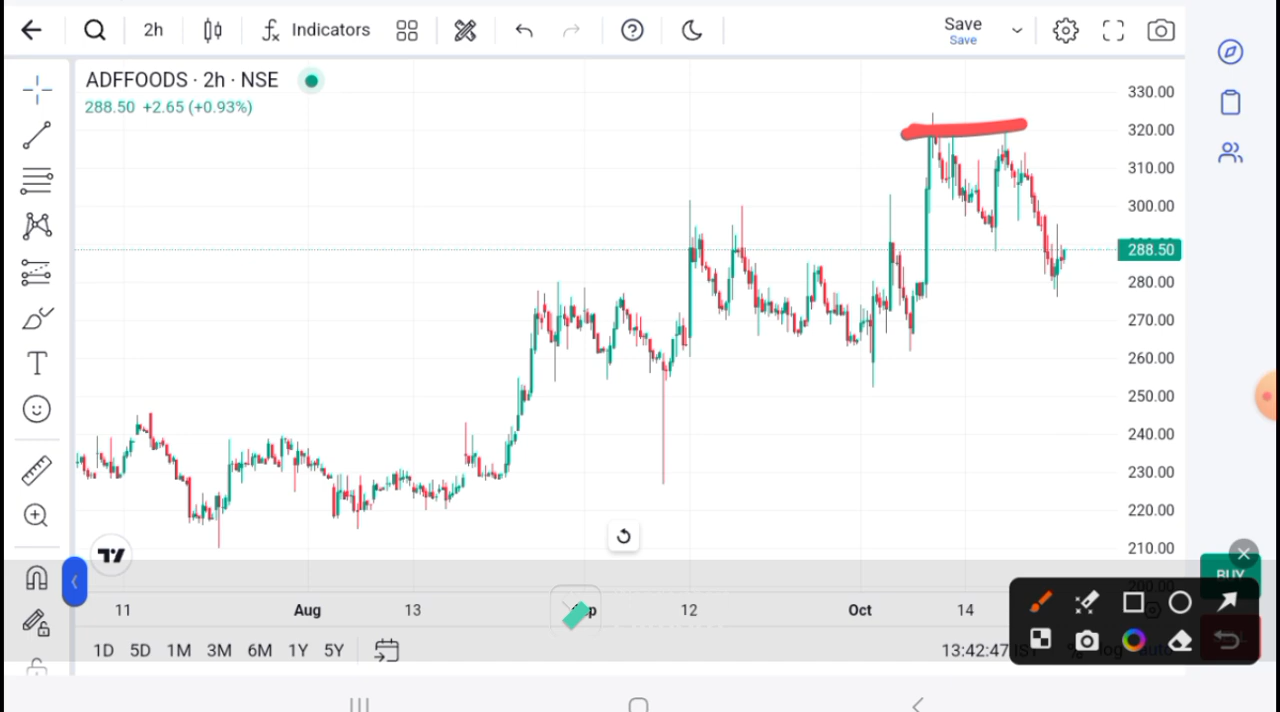 2h
Indicators
Save
Save
ADFFOODS · 2h · NSE
288.50 +2.65 (+0.93%)
330.00
320.00
310.00
300.00
288.50
280.00
270.00
260.00
250.00
240.00
230.00
220.00
210.00
200.00
BUY
11 Aug 13 12 Oct 14
1D 5D 1M 3M 6M 1Y 5Y
13:42:47